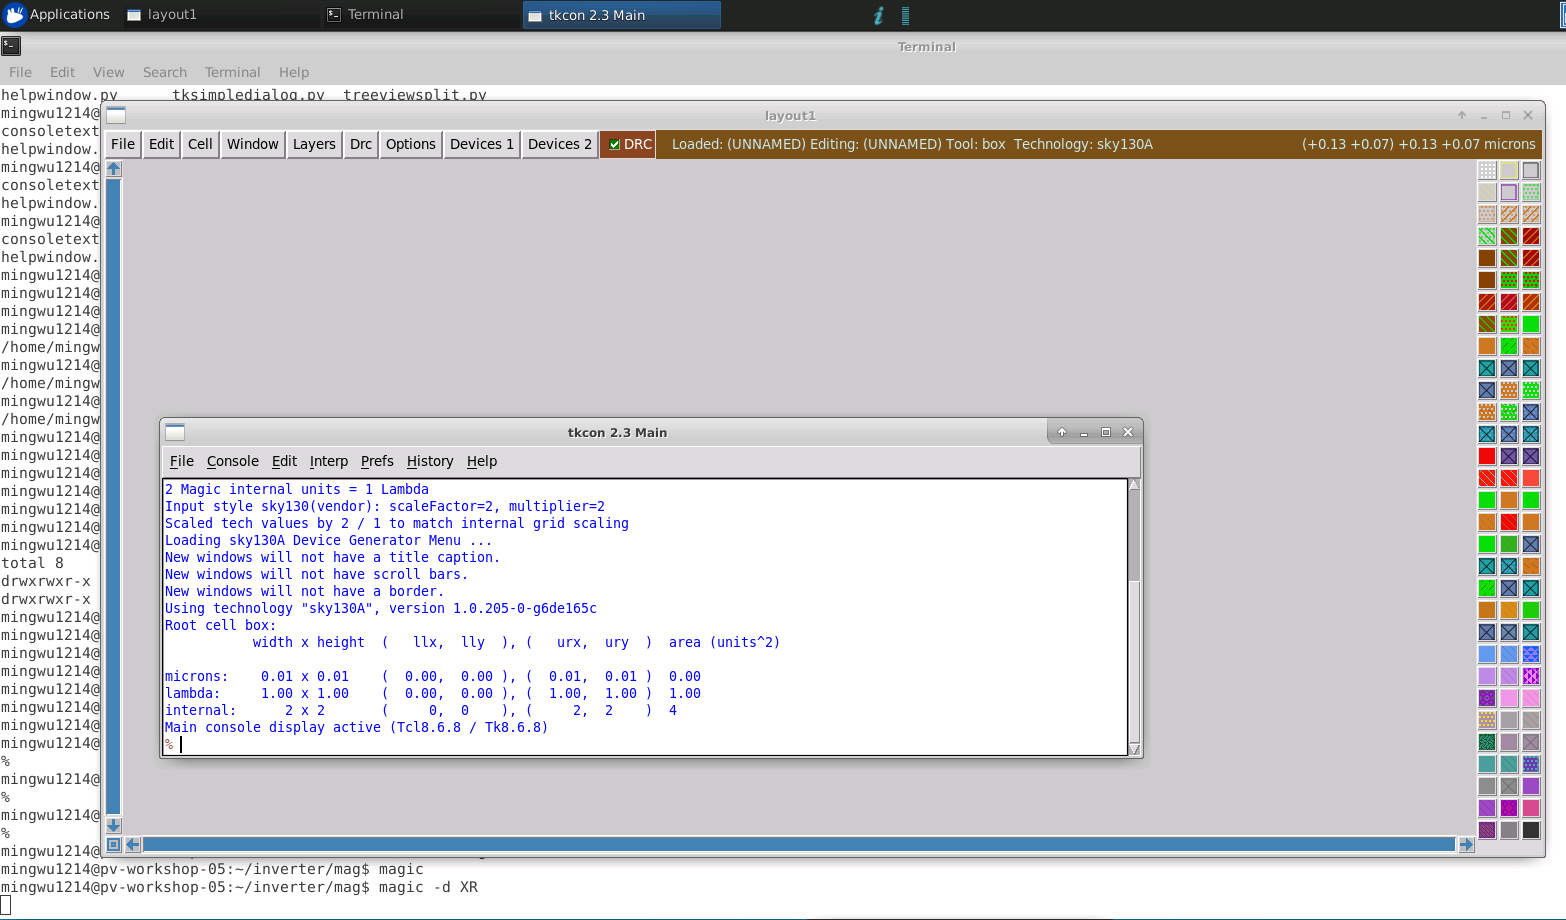 Applications layout1 Terminal tkcon 2.3 Main
Terminal
File Edit View Search Terminal Help
helpwindow.py tksimpledialog.py treeviewsplit.py
mingwu1214@
layout1
consoletext
File Edit Cell Window Layers Drc Options Devices 1 Devices 2 DRC Loaded: (UNNAMED) Editing: (UNNAMED) Tool: box Technology: sky130A (+0.13 +0.07) +0.13 +0.07 microns
helpwindow.
mingwu1214@
consoletext
helpwindow.
mingwu1214@
consoletext
helpwindow.
mingwu1214@
mingwu1214@
mingwu1214@
mingwu1214@
/home/mingw
mingwu1214@
/home/mingw
mingwu1214@
/home/mingw
mingwu1214@
mingwu1214@
mingwu1214@
mingwu1214@
mingwu1214@
mingwu1214@
mingwu1214@
total 8
drwxrwxr-x
drwxrwxr-x
mingwu1214@
mingwu1214@
mingwu1214@
mingwu1214@
mingwu1214@
mingwu1214@
mingwu1214@
mingwu1214@
%
mingwu1214@
%
mingwu1214@
%
tkcon 2.3 Main
File Console Edit Interp Prefs History Help
2 Magic internal units = 1 Lambda
Input style sky130(vendor): scaleFactor=2, multiplier=2
Scaled tech values by 2 / 1 to match internal grid scaling
Loading sky130A Device Generator Menu ...
New windows will not have a title caption.
New windows will not have scroll bars.
New windows will not have a border.
Using technology "sky130A", version 1.0.205-0-g6de165c
Root cell box:
width x height ( llx, lly ), ( urx, ury ) area (units^2)
microns: 0.01 x 0.01 ( 0.00, 0.00 ), ( 0.01, 0.01 ) 0.00
lambda: 1.00 x 1.00 ( 0.00, 0.00 ), ( 1.00, 1.00 ) 1.00
internal: 2 x 2 ( 0, 0 ), ( 2, 2 ) 4
Main console display active (Tcl8.6.8 / Tk8.6.8)
%
mingwu1214@
mingwu1214@pv-workshop-05:~/inverter/mag$ magic
mingwu1214@pv-workshop-05:~/inverter/mag$ magic -d XR